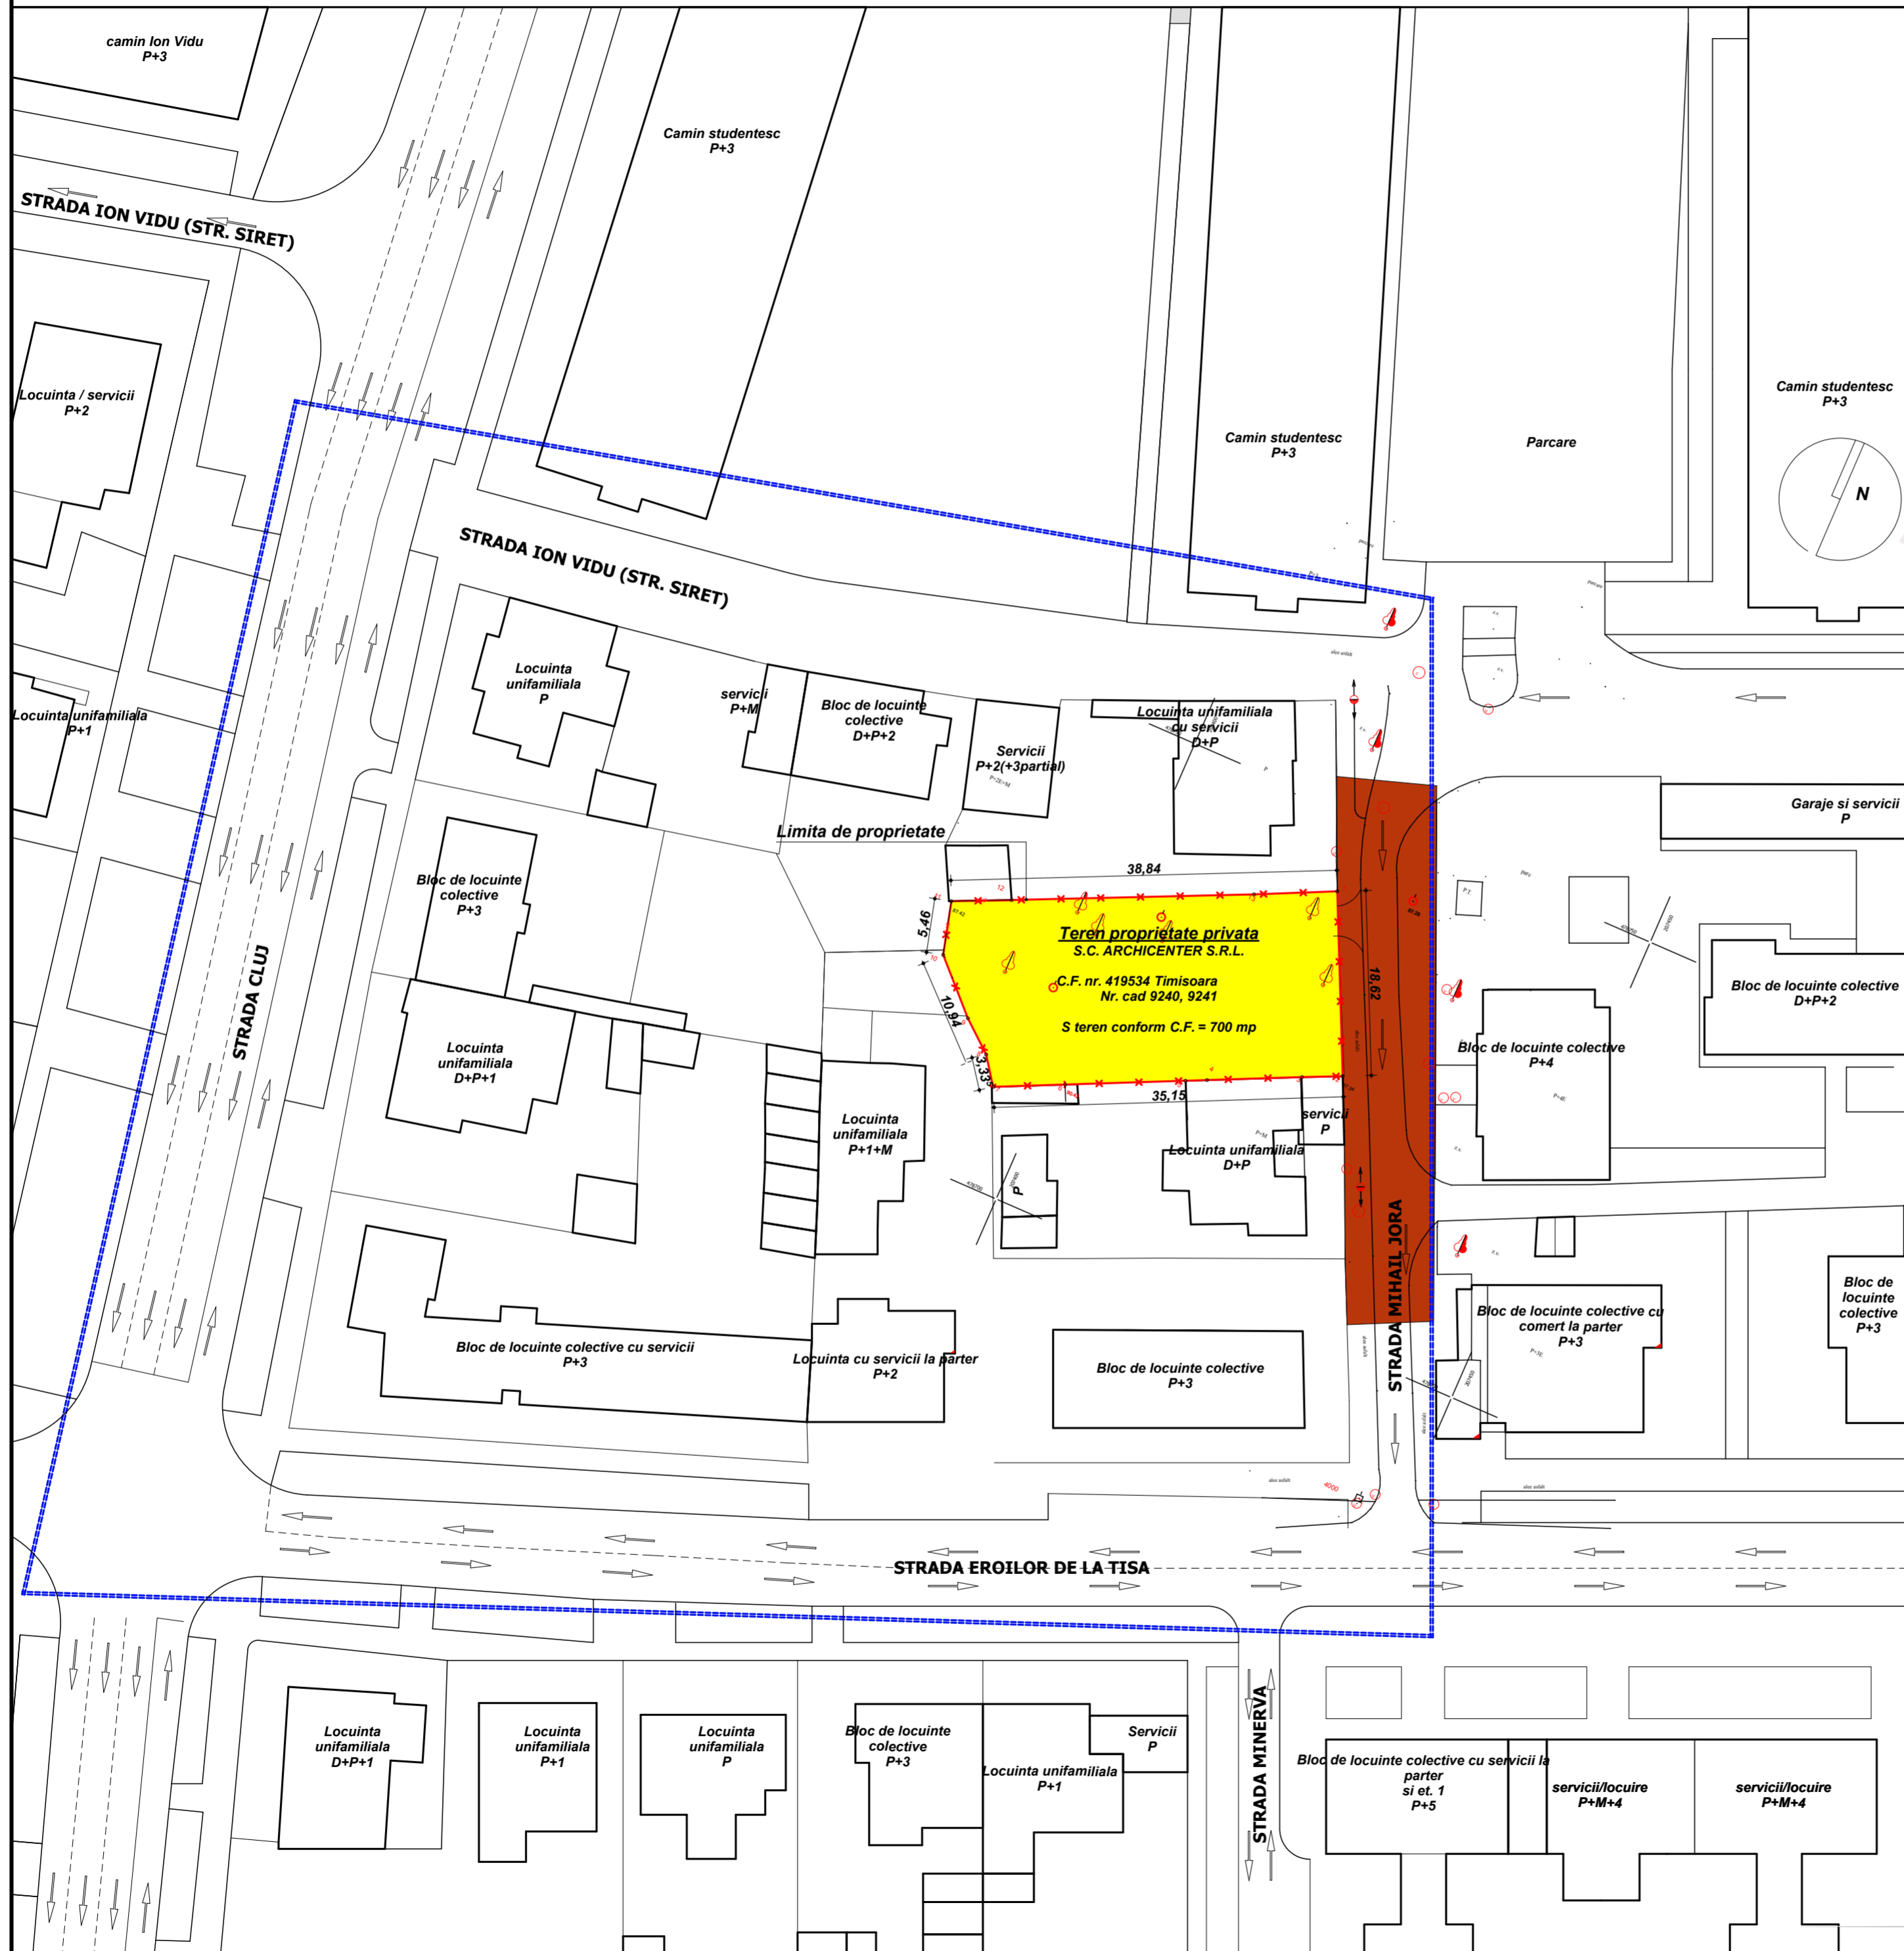 camin Ion Vidu
P+3
Camin studentesc
P+3
STRADA ION VIDU (STR. SIRET)
Locuinta / servicii
P+2
Camin studentesc
P+3
Camin studentesc
P+3
Parcare
N
STRADA ION VIDU (STR. SIRET)
Locuinta unifamiliala
P+1
Locuinta
unifamiliala
P
servicii
P+M
Bloc de locuinte
colective
D+P+2
Servicii
P+2(+3partial)
P+2E+M
Locuinta unifamiliala
cu servicii
D+P
Garaje si servicii
P
Limita de proprietate
38,84
Bloc de locuinte
colective
P+3
5,46
Teren proprietate privata
S.C. ARCHICENTER S.R.L.
C.F. nr. 419534 Timisoara
Nr. cad 9240, 9241
S teren conform C.F. = 700 mp
10,94
3,33
18,62
35,15
STRADA CLUJ
Locuinta
unifamiliala
D+P+1
Bloc de locuinte colective
D+P+2
Bloc de locuinte colective
P+4
P+4E
Locuinta
unifamiliala
P+1+M
P
Locuinta unifamiliala
D+P
P+M
servicii
P
STRADA MIHAIL JORA
Bloc de
locuinte
colective
P+3
Bloc de locuinte colective cu
comert la parter
P+3
P+3E
Bloc de locuinte colective cu servicii
P+3
Locuinta cu servicii la parter
P+2
Bloc de locuinte colective
P+3
4000
STRADA EROILOR DE LA TISA
STRADA MINERVA
Locuinta
unifamiliala
D+P+1
Locuinta
unifamiliala
P+1
Locuinta
unifamiliala
P
Bloc de locuinte
colective
P+3
Locuinta unifamiliala
P+1
Servicii
P
Bloc de locuinte colective cu servicii la
parter
si et. 1
P+5
servicii/locuire
P+M+4
servicii/locuire
P+M+4